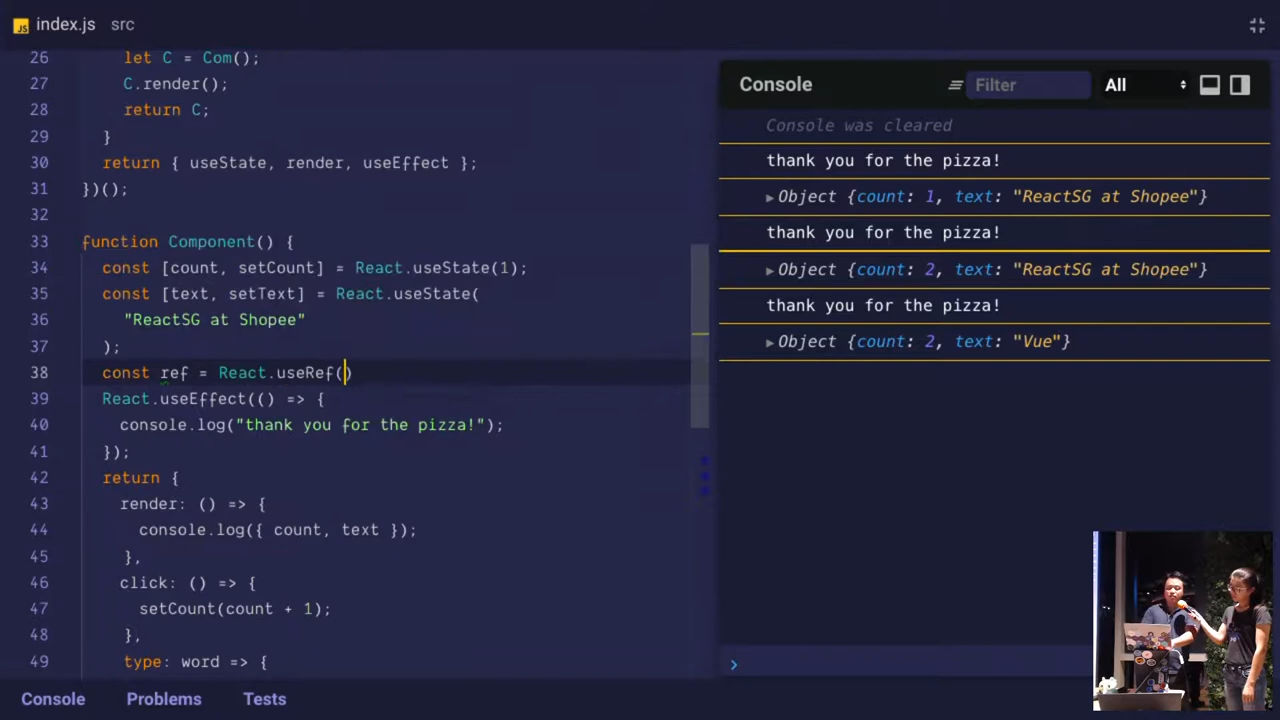 JS index.js src
26 let C = Com();
27 C.render();
28 return C;
29 }
30 return { useState, render, useEffect };
31 })();
32
33 function Component() {
34 const [count, setCount] = React.useState(1);
35 const [text, setText] = React.useState(
36 "ReactSG at Shopee"
37 );
38 const ref = React.useRef()
39 React.useEffect(() => {
40 console.log("thank you for the pizza!");
41 });
42 return {
43 render: () => {
44 console.log({ count, text });
45 },
46 click: () => {
47 setCount(count + 1);
48 },
49 type: word => {
Console Filter All
Console was cleared
thank you for the pizza!
▶Object {count: 1, text: "ReactSG at Shopee"}
thank you for the pizza!
▶Object {count: 2, text: "ReactSG at Shopee"}
thank you for the pizza!
▶Object {count: 2, text: "Vue"}
›
Console Problems Tests